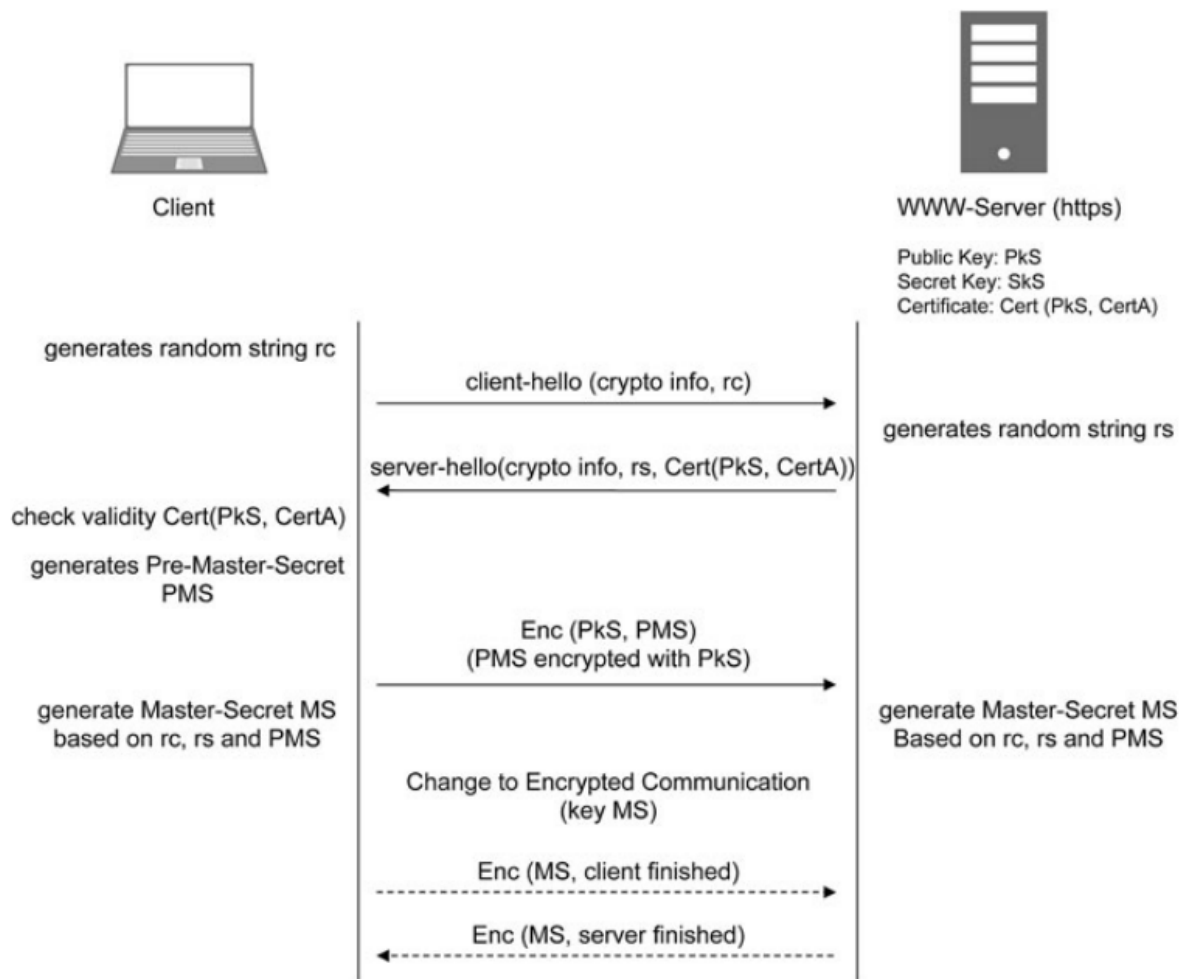 Client
WWW-Server (https)
Public Key: PkS
Secret Key: SkS
Certificate: Cert (PkS, CertA)
generates random string rc
client-hello (crypto info, rc)
generates random string rs
server-hello(crypto info, rs, Cert(PkS, CertA))
check validity Cert(PkS, CertA)
generates Pre-Master-Secret
PMS
Enc (PkS, PMS)
(PMS encrypted with PkS)
generate Master-Secret MS
based on rc, rs and PMS
generate Master-Secret MS
Based on rc, rs and PMS
Change to Encrypted Communication
(key MS)
Enc (MS, client finished)
Enc (MS, server finished)